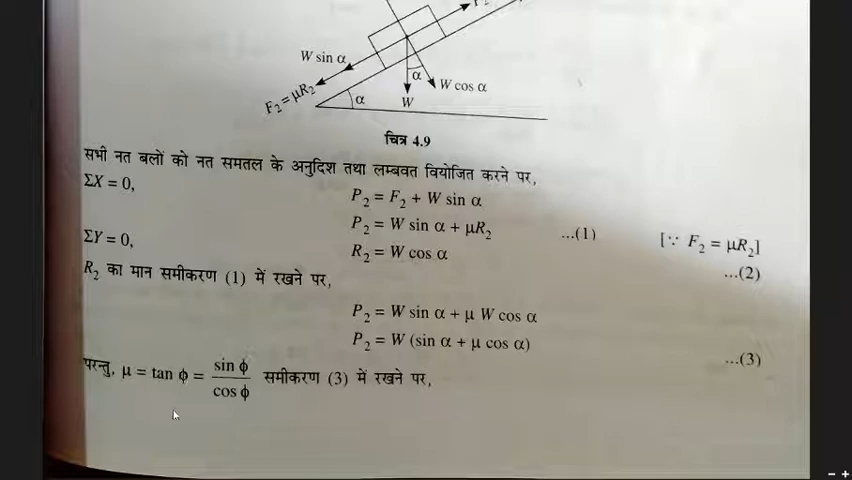 W sin α
α
W cos α
F₂ = μR₂
α
W
चित्र 4.9
सभी नत बलों को नत समतल के अनुदिश तथा लम्बवत वियोजित करने पर,
ΣX = 0,
P₂ = F₂ + W sin α
P₂ = W sin α + μR₂ ...(1) [∵ F₂ = μR₂]
ΣY = 0,
R₂ = W cos α ...(2)
R₂ का मान समीकरण (1) में रखने पर,
P₂ = W sin α + μ W cos α
P₂ = W (sin α + μ cos α) ...(3)
परन्तु, μ = tan ϕ = sin ϕ / cos ϕ समीकरण (3) में रखने पर,